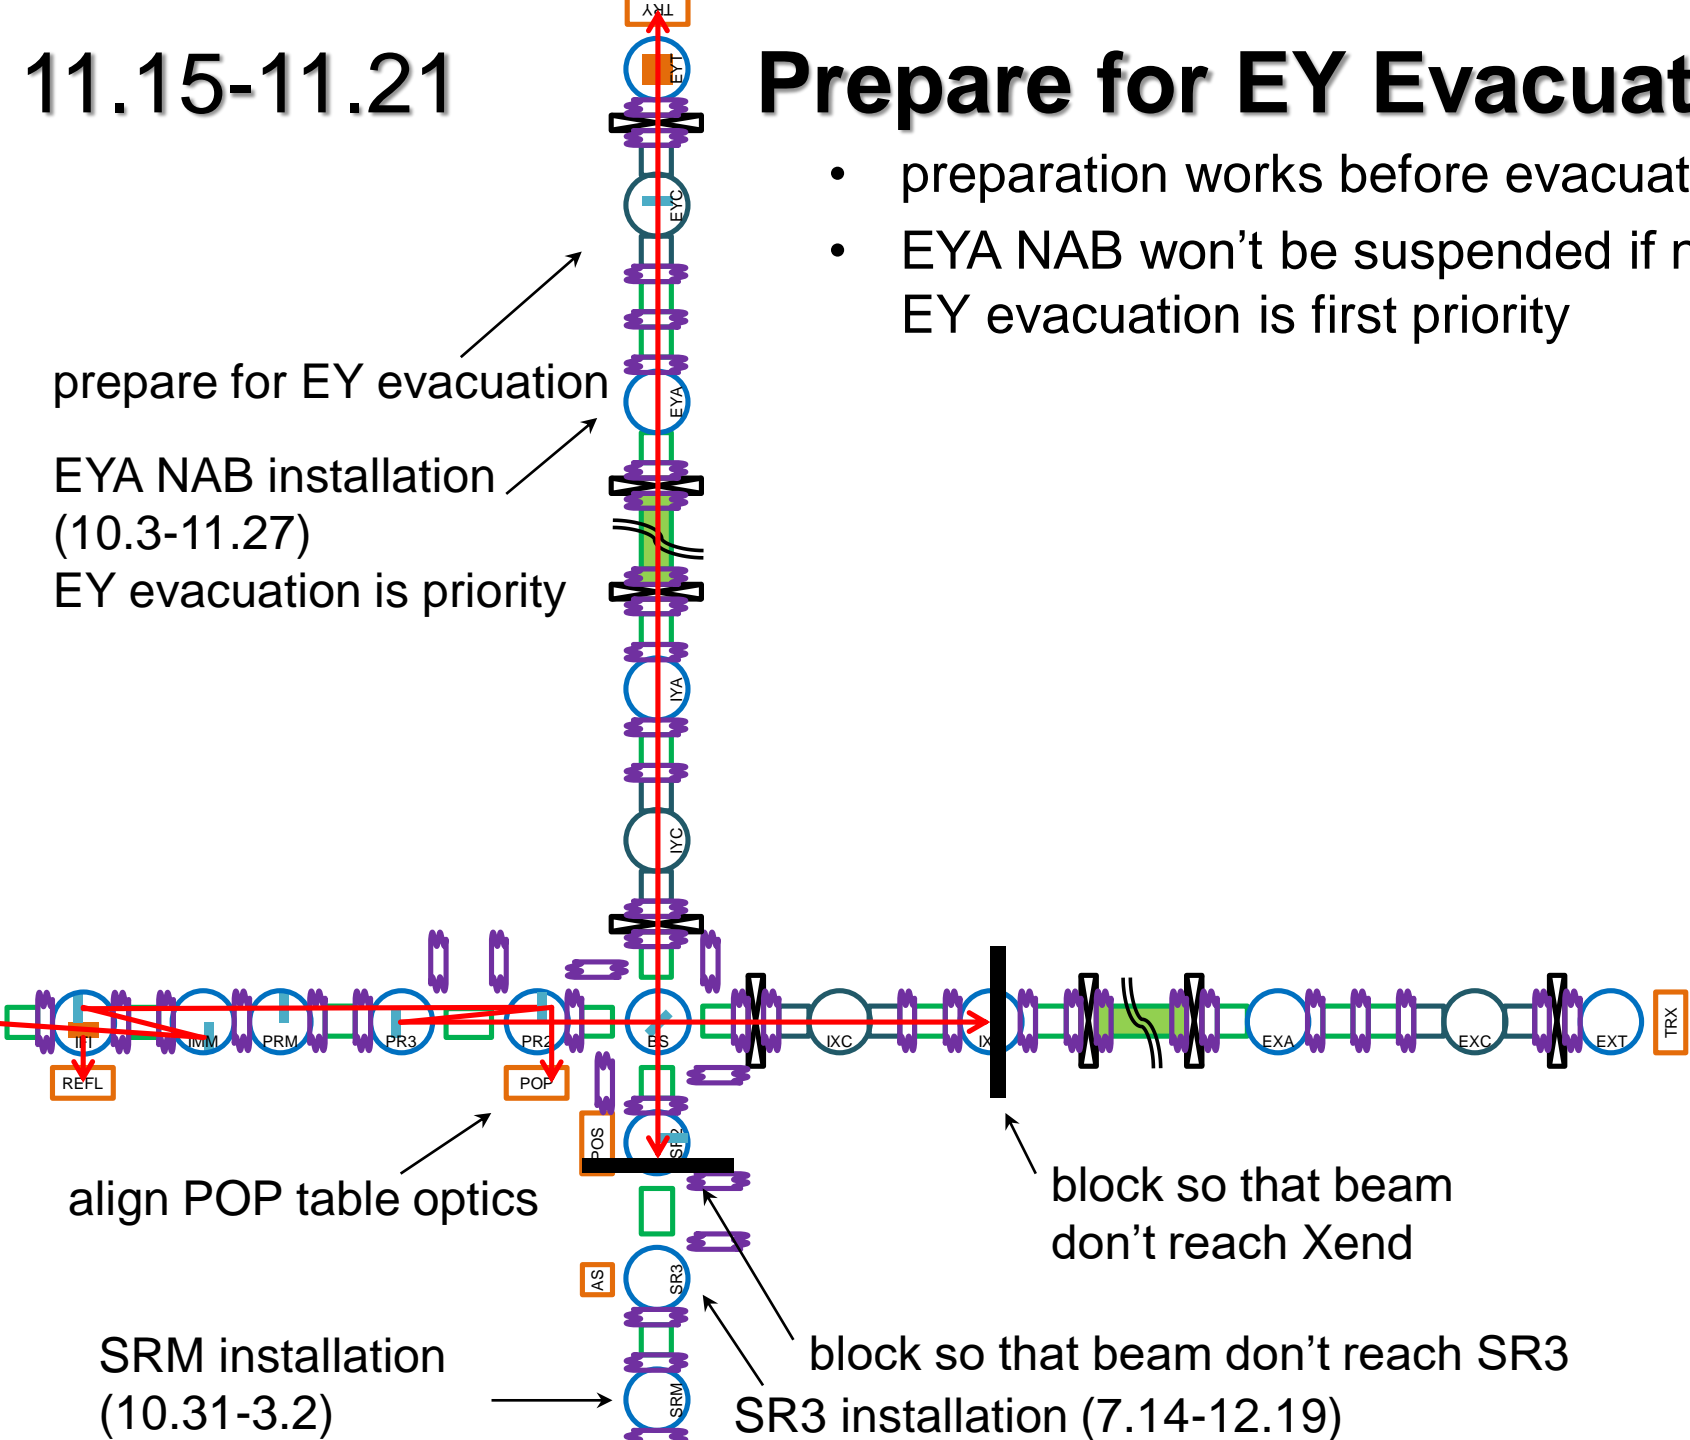 TRY
11.15-11.21
Prepare for EY Evacuat
EYT
• preparation works before evacuat
EYC
• EYA NAB won’t be suspended if n
EY evacuation is first priority
prepare for EY evacuation
EYA
EYA NAB installation
(10.3-11.27)
EY evacuation is priority
IYA
IYC
IFI
IMM
PRM
PR3
PR2
BS
IXC
EXA
EXC
EXT
TRX
REFL
POP
POS
SR2
align POP table optics
block so that beam
don’t reach Xend
AS
SR3
SRM installation
(10.31-3.2)
block so that beam don’t reach SR3
SRM
SR3 installation (7.14-12.19)